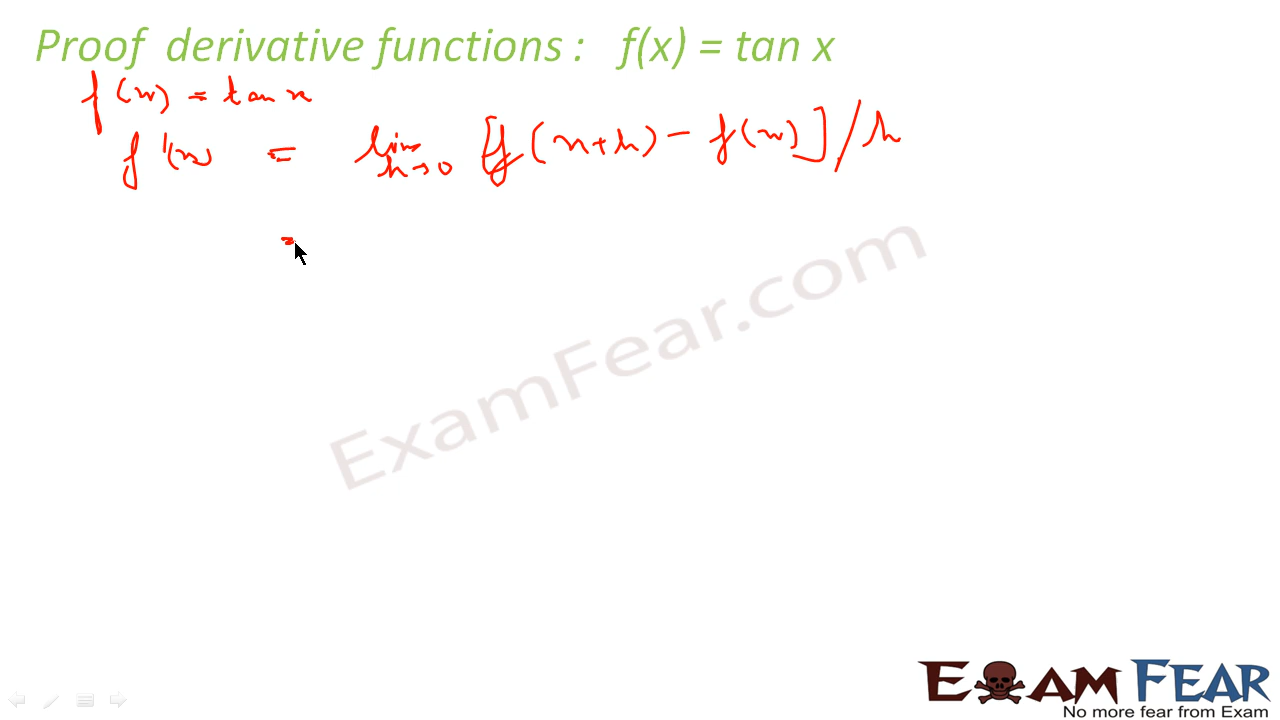 Proof derivative functions : f(x) = tan x
f(x) = tan x
f'(x) = lim h→0 [f(x+h) - f(x)]/h
=
ExamFear.com
EXAM FEAR
No more fear from Exam